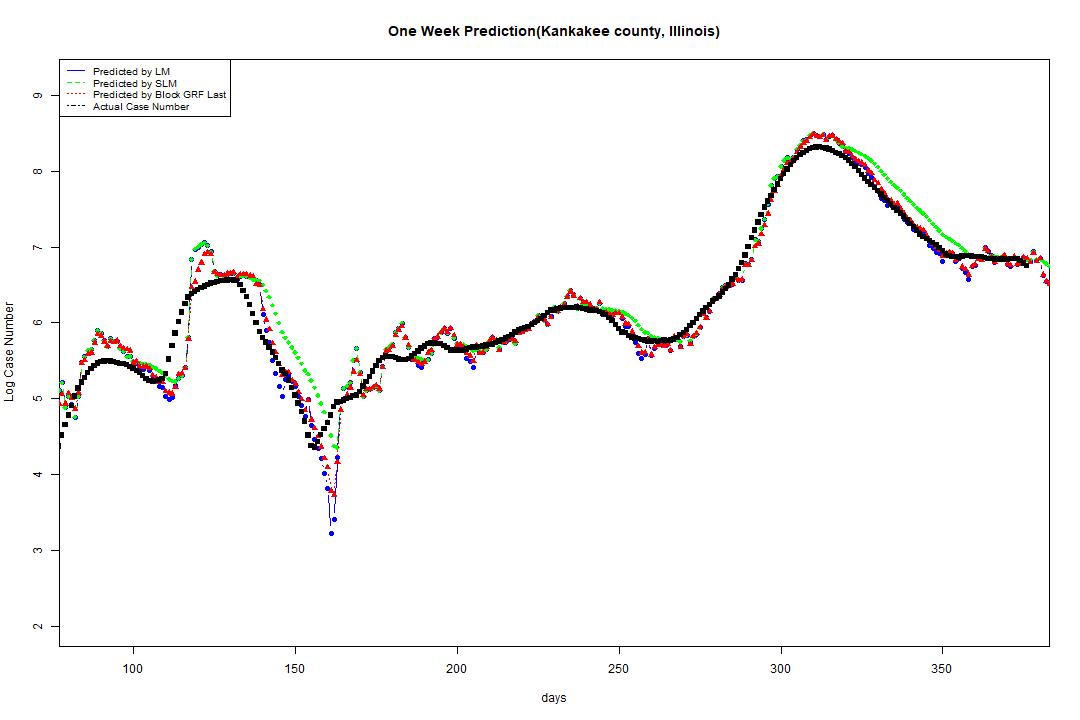 One Week Prediction(Kankakee county, Illinois)
Predicted by LM
Predicted by SLM
Predicted by Block GRF Last
Actual Case Number
9
8
7
6
5
4
3
2
Log Case Number
100 150 200 250 300 350
days